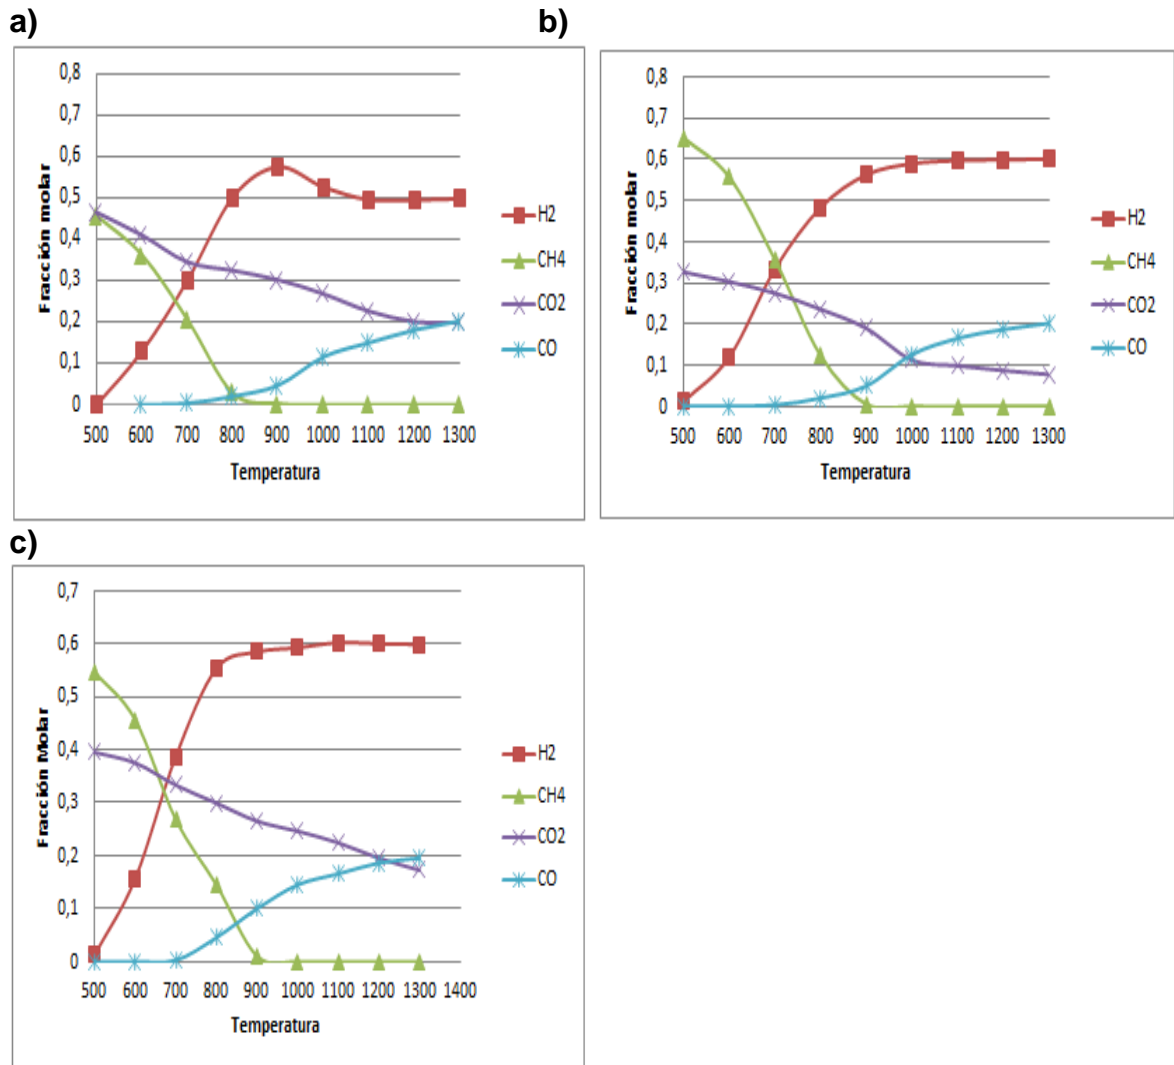 a)
0,8
0,7
0,6
0,5
0,4
0,3
0,2
0,1
0
Fracción molar
500 600 700 800 900 1000 1100 1200 1300
Temperatura
H2
CH4
CO2
CO
b)
0,8
0,7
0,6
0,5
0,4
0,3
0,2
0,1
0
Fracción molar
500 600 700 800 900 1000 1100 1200 1300
Temperatura
H2
CH4
CO2
CO
c)
0,7
0,6
0,5
0,4
0,3
0,2
0,1
0
Fracción Molar
500 600 700 800 900 1000 1100 1200 1300 1400
Temperatura
H2
CH4
CO2
CO